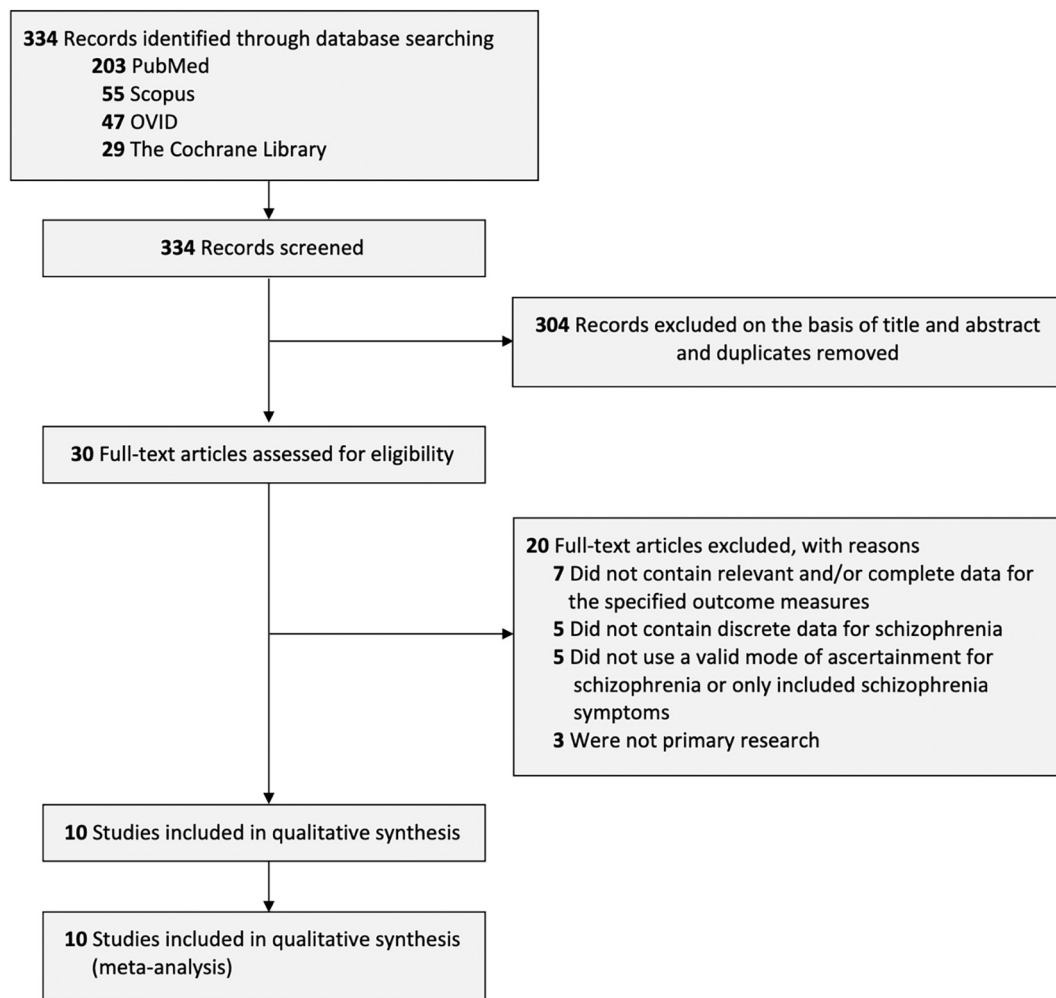 334 Records identified through database searching
203 PubMed
55 Scopus
47 OVID
29 The Cochrane Library
334 Records screened
304 Records excluded on the basis of title and abstract
and duplicates removed
30 Full-text articles assessed for eligibility
20 Full-text articles excluded, with reasons
7 Did not contain relevant and/or complete data for
the specified outcome measures
5 Did not contain discrete data for schizophrenia
5 Did not use a valid mode of ascertainment for
schizophrenia or only included schizophrenia
symptoms
3 Were not primary research
10 Studies included in qualitative synthesis
10 Studies included in qualitative synthesis
(meta-analysis)